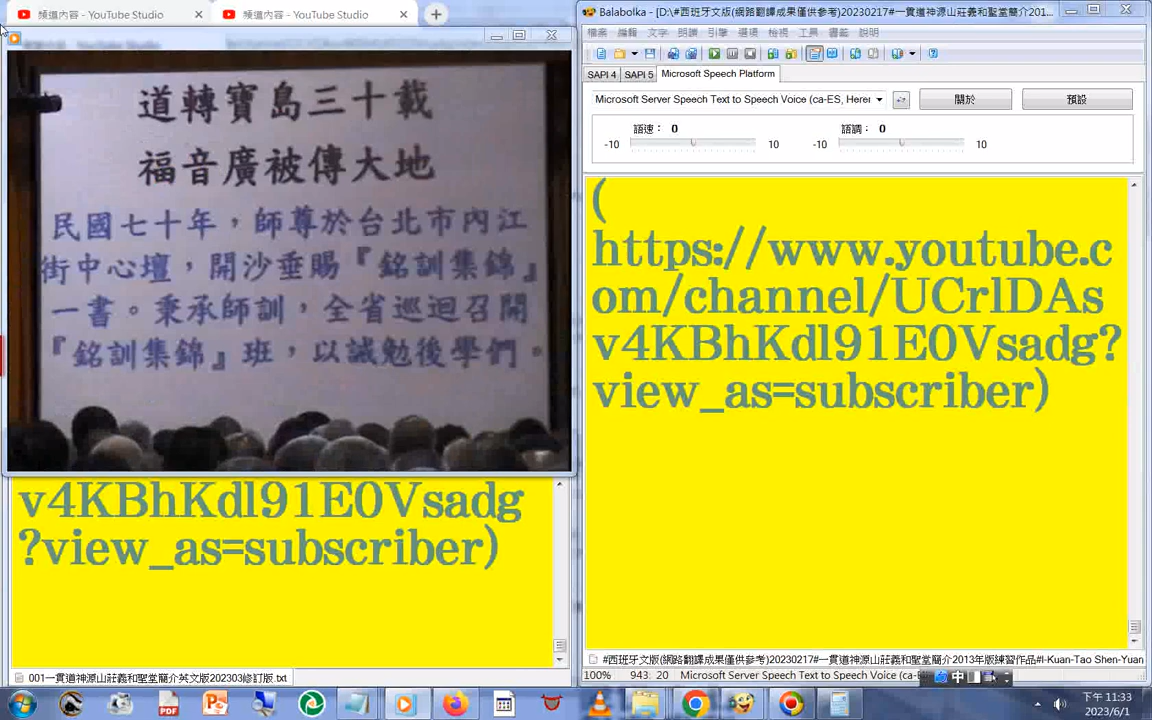 頻道內容 - YouTube Studio
頻道內容 - YouTube Studio
道轉寶島三十載
福音廣被傳大地
民國七十年，師尊於台北市內江
街中心壇，開沙垂賜『銘訓集錦』
一書。秉承師訓，全省巡迴召開
『銘訓集錦』班，以誠勉後學們。
v4KBhKdl91E0Vsadg
?view_as=subscriber)
001一貫道神源山莊義和聖堂簡介英文版202303修訂版.txt
Balabolka - [D:\#西班牙文版(網路翻譯成果僅供參考)20230217#一貫道神源山莊義和聖堂簡介201...
檔案 編輯 文字 朗讀 引擎 選項 檢視 工具 書籤 說明
SAPI 4 SAPI 5 Microsoft Speech Platform
Microsoft Server Speech Text to Speech Voice (ca-ES, Heren
關於
預設
語速： 0 語調： 0
-10 10 -10 10
(
https://www.youtube.c
om/channel/UCrlDAs
v4KBhKdl91E0Vsadg?
view_as=subscriber)
#西班牙文版(網路翻譯成果僅供參考)20230217#一貫道神源山莊義和聖堂簡介2013年版練習作品#I-Kuan-Tao Shen-Yuan
100% 943: 20 Microsoft Server Speech Text to Speech Voice (ca-E
中
下午 11:33
2023/6/1